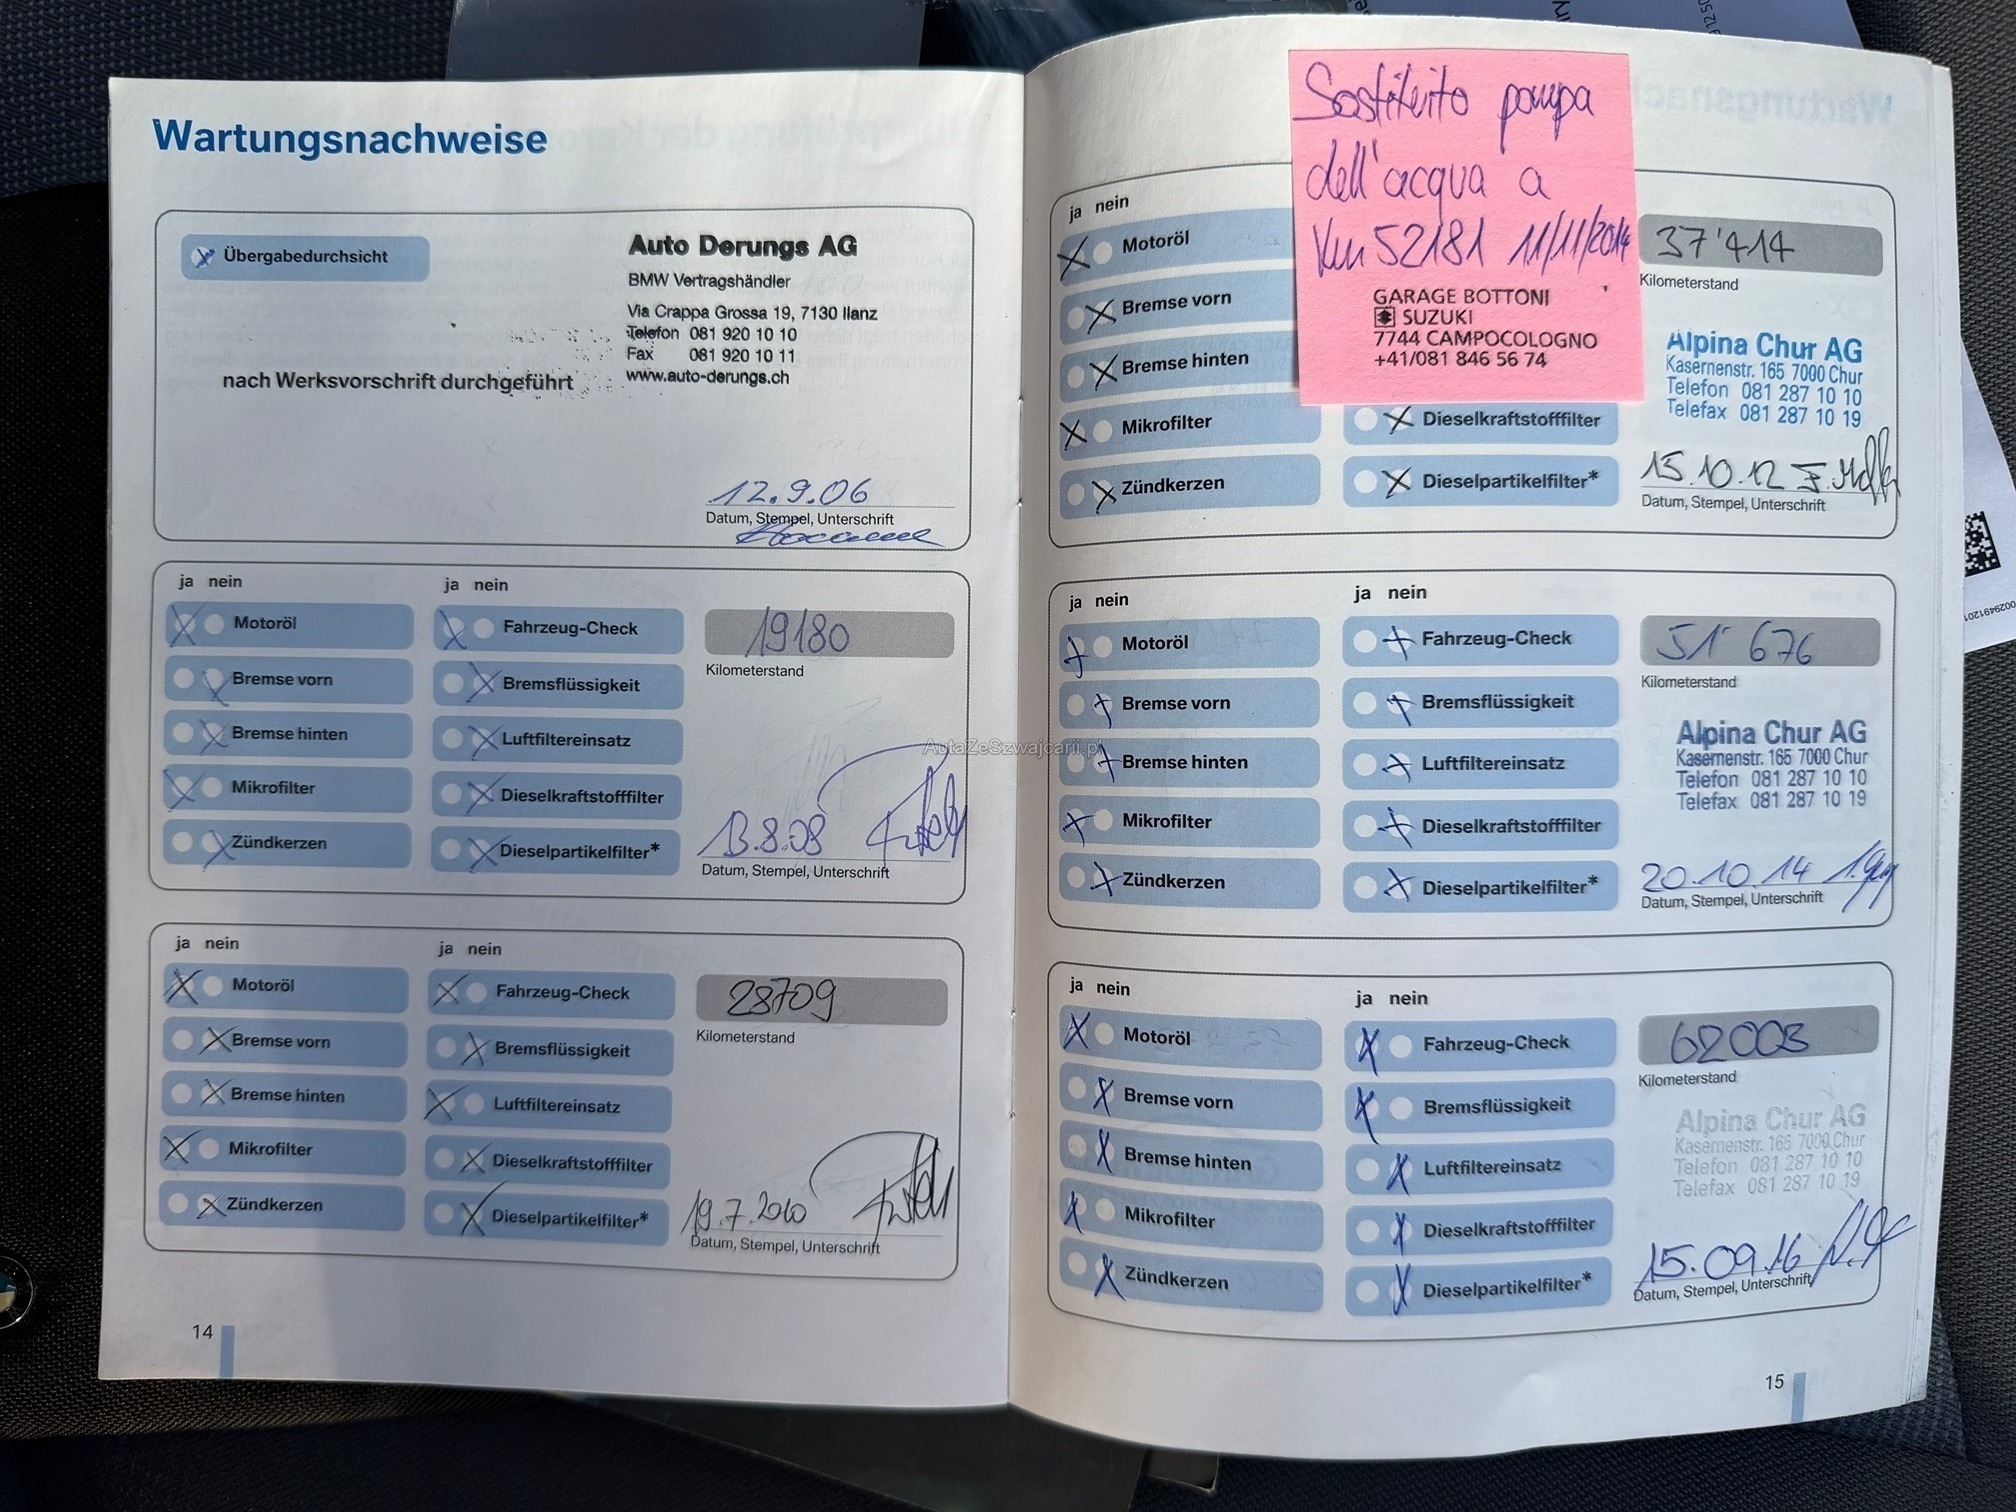 Wartungsnachweise
Übergabedurchsicht
Auto Derungs AG
BMW Vertragshändler
Via Crappa Grossa 19, 7130 Ilanz
Telefon 081 920 10 10
Fax 081 920 10 11
www.auto-derungs.ch
nach Werksvorschrift durchgeführt
12.9.06
Datum, Stempel, Unterschrift
ja nein ja nein
Motoröl Fahrzeug-Check 19180
Kilometerstand
Bremse vorn Bremsflüssigkeit
Bremse hinten Luftfiltereinsatz
Mikrofilter Dieselkraftstofffilter
Zündkerzen Dieselpartikelfilter*
13.8.08
Datum, Stempel, Unterschrift
ja nein ja nein
Motoröl Fahrzeug-Check 28709
Kilometerstand
Bremse vorn Bremsflüssigkeit
Bremse hinten Luftfiltereinsatz
Mikrofilter Dieselkraftstofffilter
Zündkerzen Dieselpartikelfilter*
19.7.2010
Datum, Stempel, Unterschrift
14
Sostituito pompa
dell'acqua a
Km 52181 11/11/2014
GARAGE BOTTONI
SUZUKI
7744 CAMPOCOLOGNO
+41/081 846 56 74
ja nein
Motoröl 37'414
Kilometerstand
Bremse vorn
Bremse hinten
Mikrofilter Dieselkraftstofffilter
Zündkerzen Dieselpartikelfilter*
Alpina Chur AG
Kasernenstr. 165 7000 Chur
Telefon 081 287 10 10
Telefax 081 287 10 19
15.10.12
Datum, Stempel, Unterschrift
ja nein ja nein
Motoröl Fahrzeug-Check 51'676
Kilometerstand
Bremse vorn Bremsflüssigkeit
Bremse hinten Luftfiltereinsatz
Mikrofilter Dieselkraftstofffilter
Zündkerzen Dieselpartikelfilter*
Alpina Chur AG
Kasernenstr. 165 7000 Chur
Telefon 081 287 10 10
Telefax 081 287 10 19
20.10.14
Datum, Stempel, Unterschrift
ja nein ja nein
Motoröl Fahrzeug-Check 62003
Kilometerstand
Bremse vorn Bremsflüssigkeit
Bremse hinten Luftfiltereinsatz
Mikrofilter Dieselkraftstofffilter
Zündkerzen Dieselpartikelfilter*
Alpina Chur AG
Kasernenstr. 165 7000 Chur
Telefon 081 287 10 10
Telefax 081 287 10 19
15.09.16
Datum, Stempel, Unterschrift
15
AutaZeSzwajcarii.pl